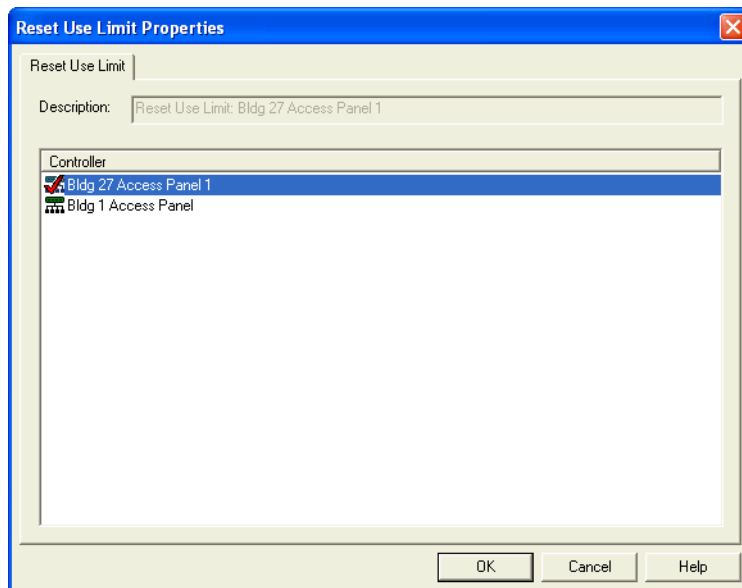 Reset Use Limit Properties
Reset Use Limit
Description: Reset Use Limit: Bldg 27 Access Panel 1
Controller
Bldg 27 Access Panel 1
Bldg 1 Access Panel
OK Cancel Help